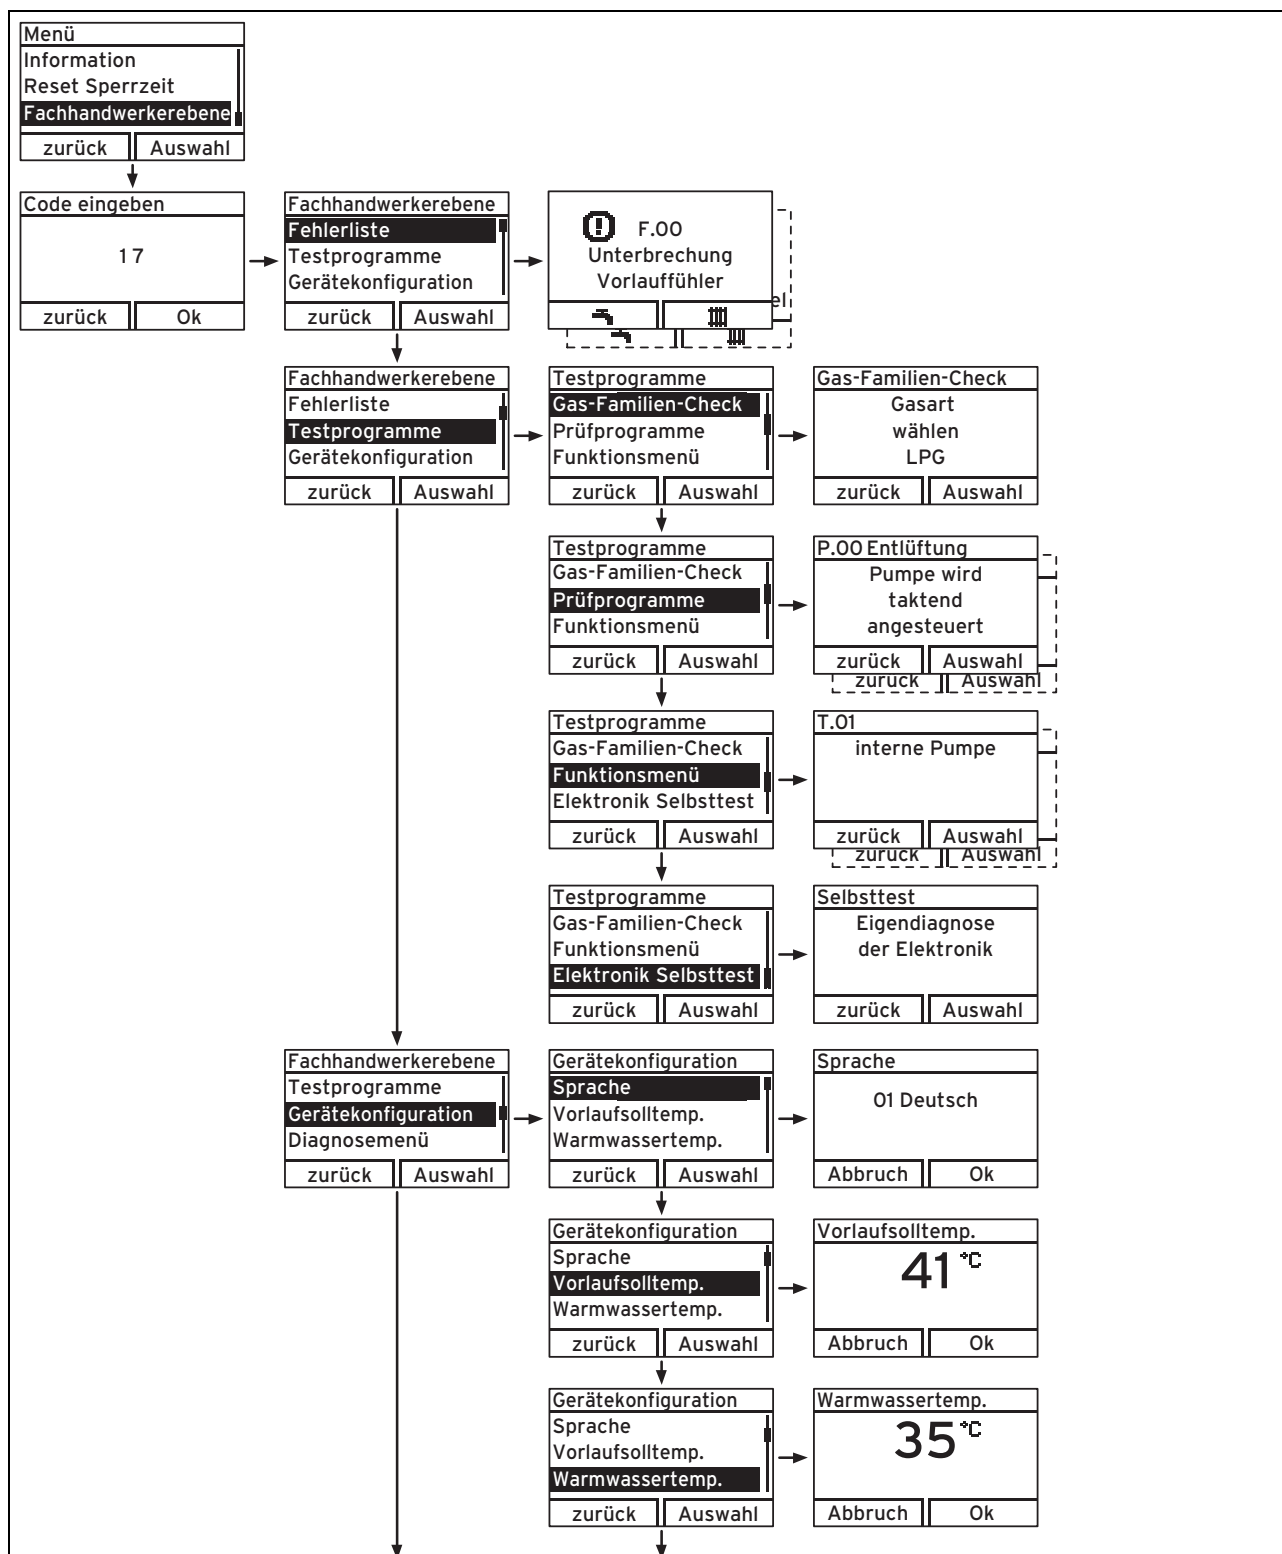 Menü
Information
Reset Sperrzeit
Fachhandwerkerebene
zurück Auswahl
Code eingeben
17
zurück Ok
Fachhandwerkerebene
Fehlerliste
Testprogramme
Gerätekonfiguration
zurück Auswahl
F.00
Unterbrechung
Vorlauffühler
el
Fachhandwerkerebene
Fehlerliste
Testprogramme
Gerätekonfiguration
zurück Auswahl
Testprogramme
Gas-Familien-Check
Prüfprogramme
Funktionsmenü
zurück Auswahl
Gas-Familien-Check
Gasart
wählen
LPG
zurück Auswahl
Testprogramme
Gas-Familien-Check
Prüfprogramme
Funktionsmenü
zurück Auswahl
P.00 Entlüftung
Pumpe wird
taktend
angesteuert
zurück Auswahl
zurück Auswahl
Testprogramme
Gas-Familien-Check
Funktionsmenü
Elektronik Selbsttest
zurück Auswahl
T.01
interne Pumpe
zurück Auswahl
zurück Auswahl
Testprogramme
Gas-Familien-Check
Funktionsmenü
Elektronik Selbsttest
zurück Auswahl
Selbsttest
Eigendiagnose
der Elektronik
zurück Auswahl
Fachhandwerkerebene
Testprogramme
Gerätekonfiguration
Diagnosemenü
zurück Auswahl
Gerätekonfiguration
Sprache
Vorlaufsolltemp.
Warmwassertemp.
zurück Auswahl
Sprache
01 Deutsch
Abbruch Ok
Gerätekonfiguration
Sprache
Vorlaufsolltemp.
Warmwassertemp.
zurück Auswahl
Vorlaufsolltemp.
41 °C
Abbruch Ok
Gerätekonfiguration
Sprache
Vorlaufsolltemp.
Warmwassertemp.
zurück Auswahl
Warmwassertemp.
35 °C
Abbruch Ok